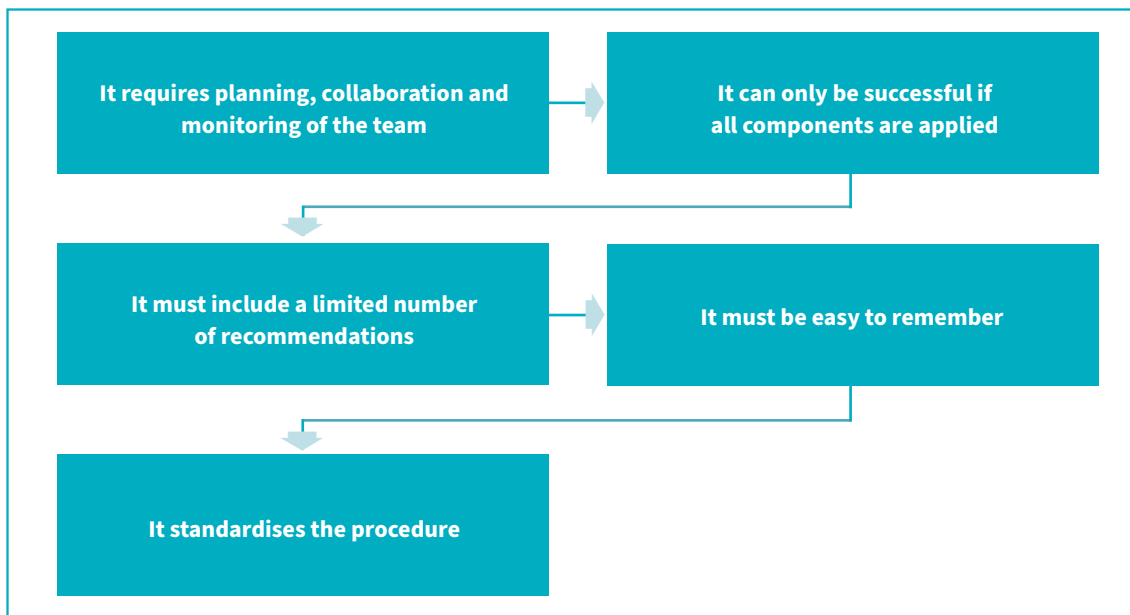 It requires planning, collaboration and
monitoring of the team
It can only be successful if
all components are applied
It must include a limited number
of recommendations
It must be easy to remember
It standardises the procedure